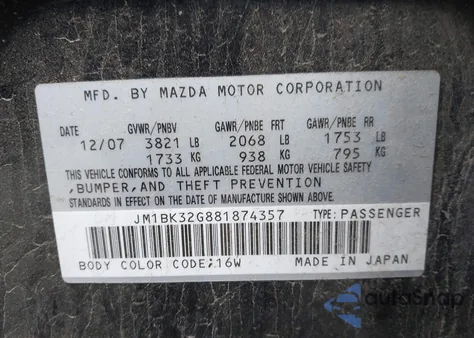 MFD. BY MAZDA MOTOR CORPORATION
DATE GVWR/PNBV GAWR/PNBE FRT GAWR/PNBE RR
12/07 3821 LB 2068 LB 1753 LB
1733 KG 938 KG 795 KG
THIS VEHICLE CONFORMS TO ALL APPLICABLE FEDERAL MOTOR VEHICLE SAFETY
,BUMPER,AND THEFT PREVENTION
STANDARDS IN EFFECT ON THE DATE OF MANUFACTURE SHOWN ABOVE.
JM1BK32G881874357 TYPE:PASSENGER
BODY COLOR CODE:16W MADE IN JAPAN
autoSnap